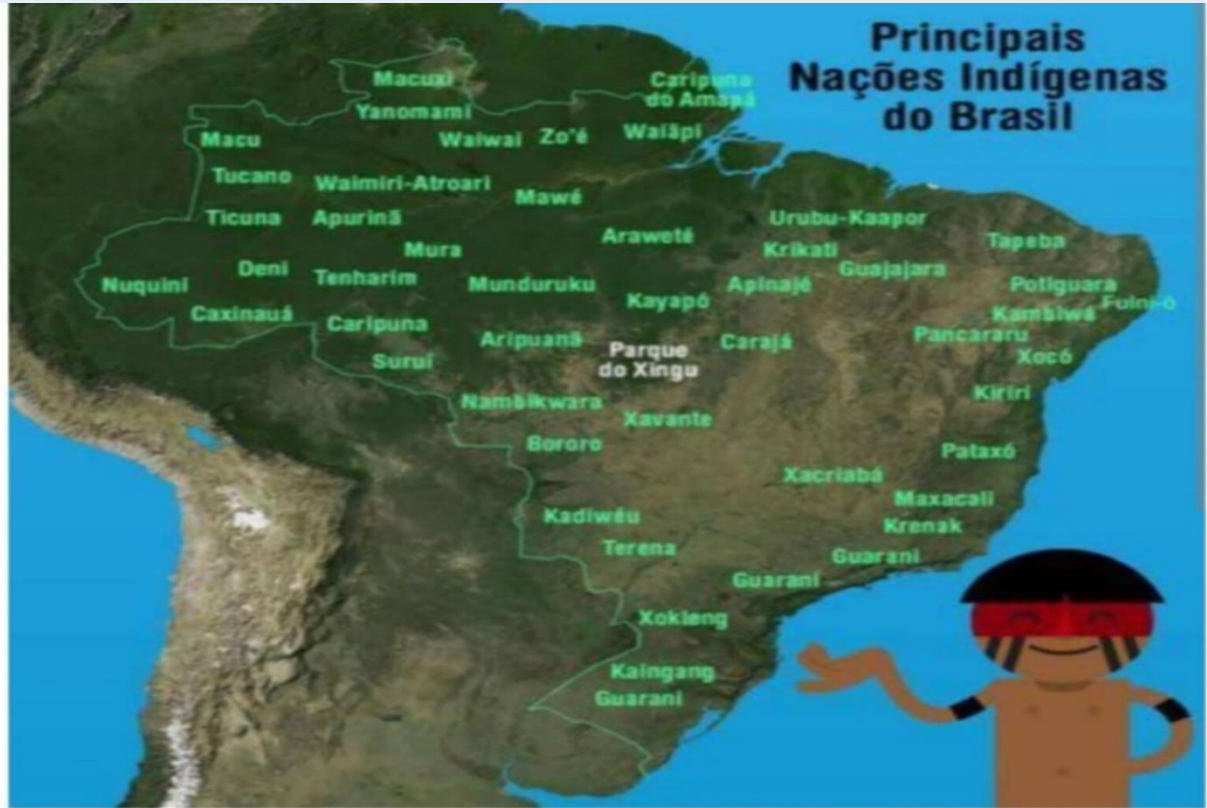 Principais
Nações Indígenas
do Brasil
Macuxi
Caripuna
do Amapá
Yanomami
Macu
Waiwai
Zo'é
Waiãpi
Tucano
Waimiri-Atroari
Mawé
Ticuna
Apurinã
Urubu-Kaapor
Mura
Araweté
Krikati
Tapeba
Deni
Tenharim
Guajajara
Nuquini
Munduruku
Kayapó
Apinajé
Potiguara
Caxinauá
Caripuna
Kambiwá
Fulni-ô
Aripuanã
Parque
do Xingu
Carajá
Pancararu
Xocó
Suruí
Nambikwara
Xavante
Kiriri
Bororo
Pataxó
Xacriabá
Maxacali
Kadiwéu
Krenak
Terena
Guarani
Guarani
Xokleng
Kaingang
Guarani